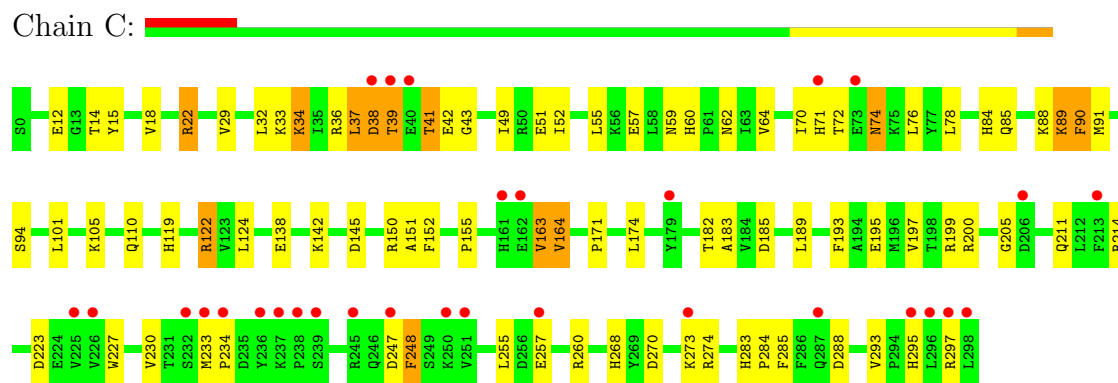 Chain C:
S0 E12 G13 T14 Y15 V18 R22 V29 L32 K33 K34 I35 R36 L37 D38 T39 E40 T41 E42 G43 I49 R50 E51 I52 L55 K56 E57 L58 N59 H60 P61 N62 I63 V64 I70 H71 T72 E73 N74 K75 L76 Y77 L78 H84 Q85 K88 K89 F90 M91
S94 L101 K105 Q110 H119 R122 V123 L124 E138 K142 D145 R150 A151 F152 P155 H161 E162 V163 V164 P171 L174 Y179 T182 A183 V184 D185 L189 F193 A194 E195 M196 V197 T198 R199 R200 G205 D206 Q211 L212 F213 R214
D223 E224 V225 V226 W227 V230 T231 S232 M233 P234 D235 Y236 K237 P238 S239 R245 Q246 D247 F248 S249 K250 V251 L255 D256 E257 R260 H268 Y269 D270 K273 R274 H283 P284 F285 F286 Q287 D288 V293 P294 H295 L296 R297 L298